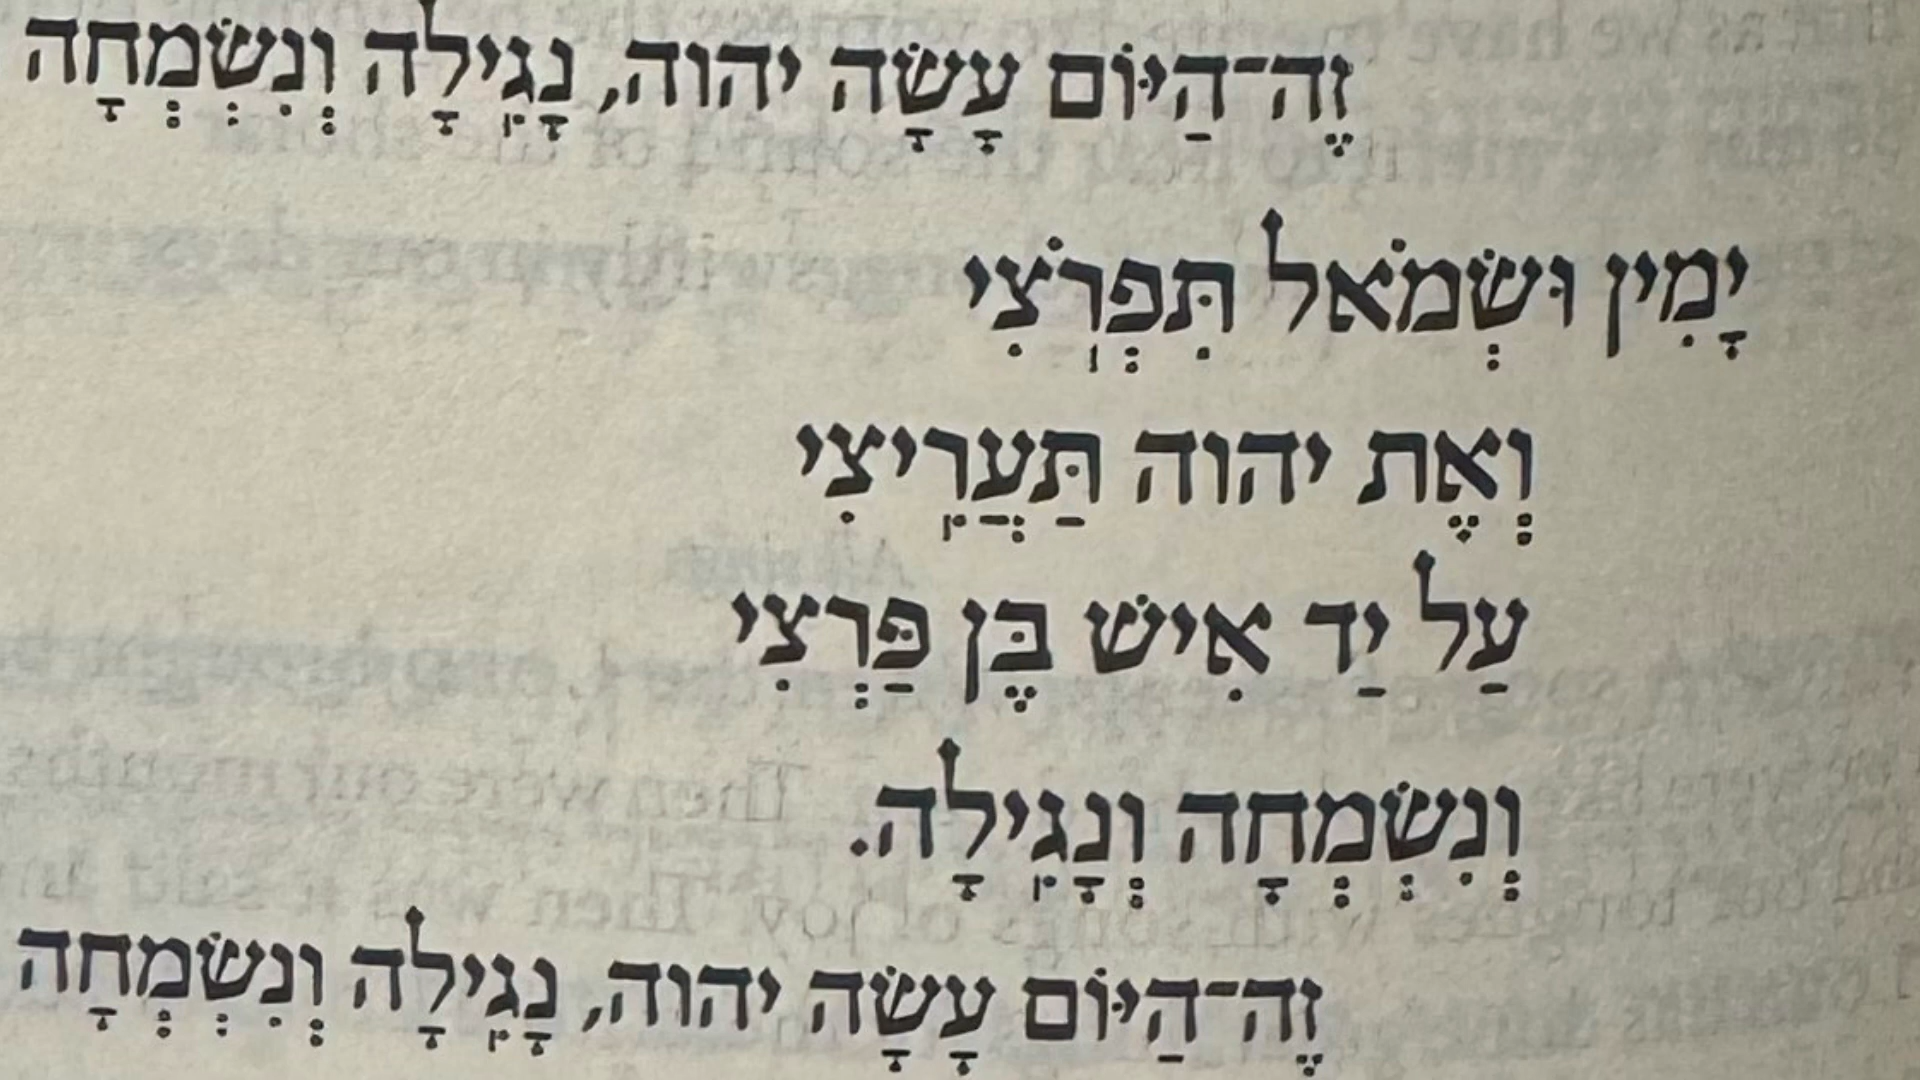 זֶה־הַיּוֹם עָשָׂה יהוה, נָגִֽילָה וְנִשְׂמְחָה
יָמִין וּשְׂמֹאל תִּפְרֹֽצִי
וְאֶת יהוה תַּעֲרִֽיצִי
עַל יַד אִישׁ בֶּן פַּרְצִי
וְנִשְׂמְחָה וְנָגִֽילָה.
זֶה־הַיּוֹם עָשָׂה יהוה, נָגִֽילָה וְנִשְׂמְחָה